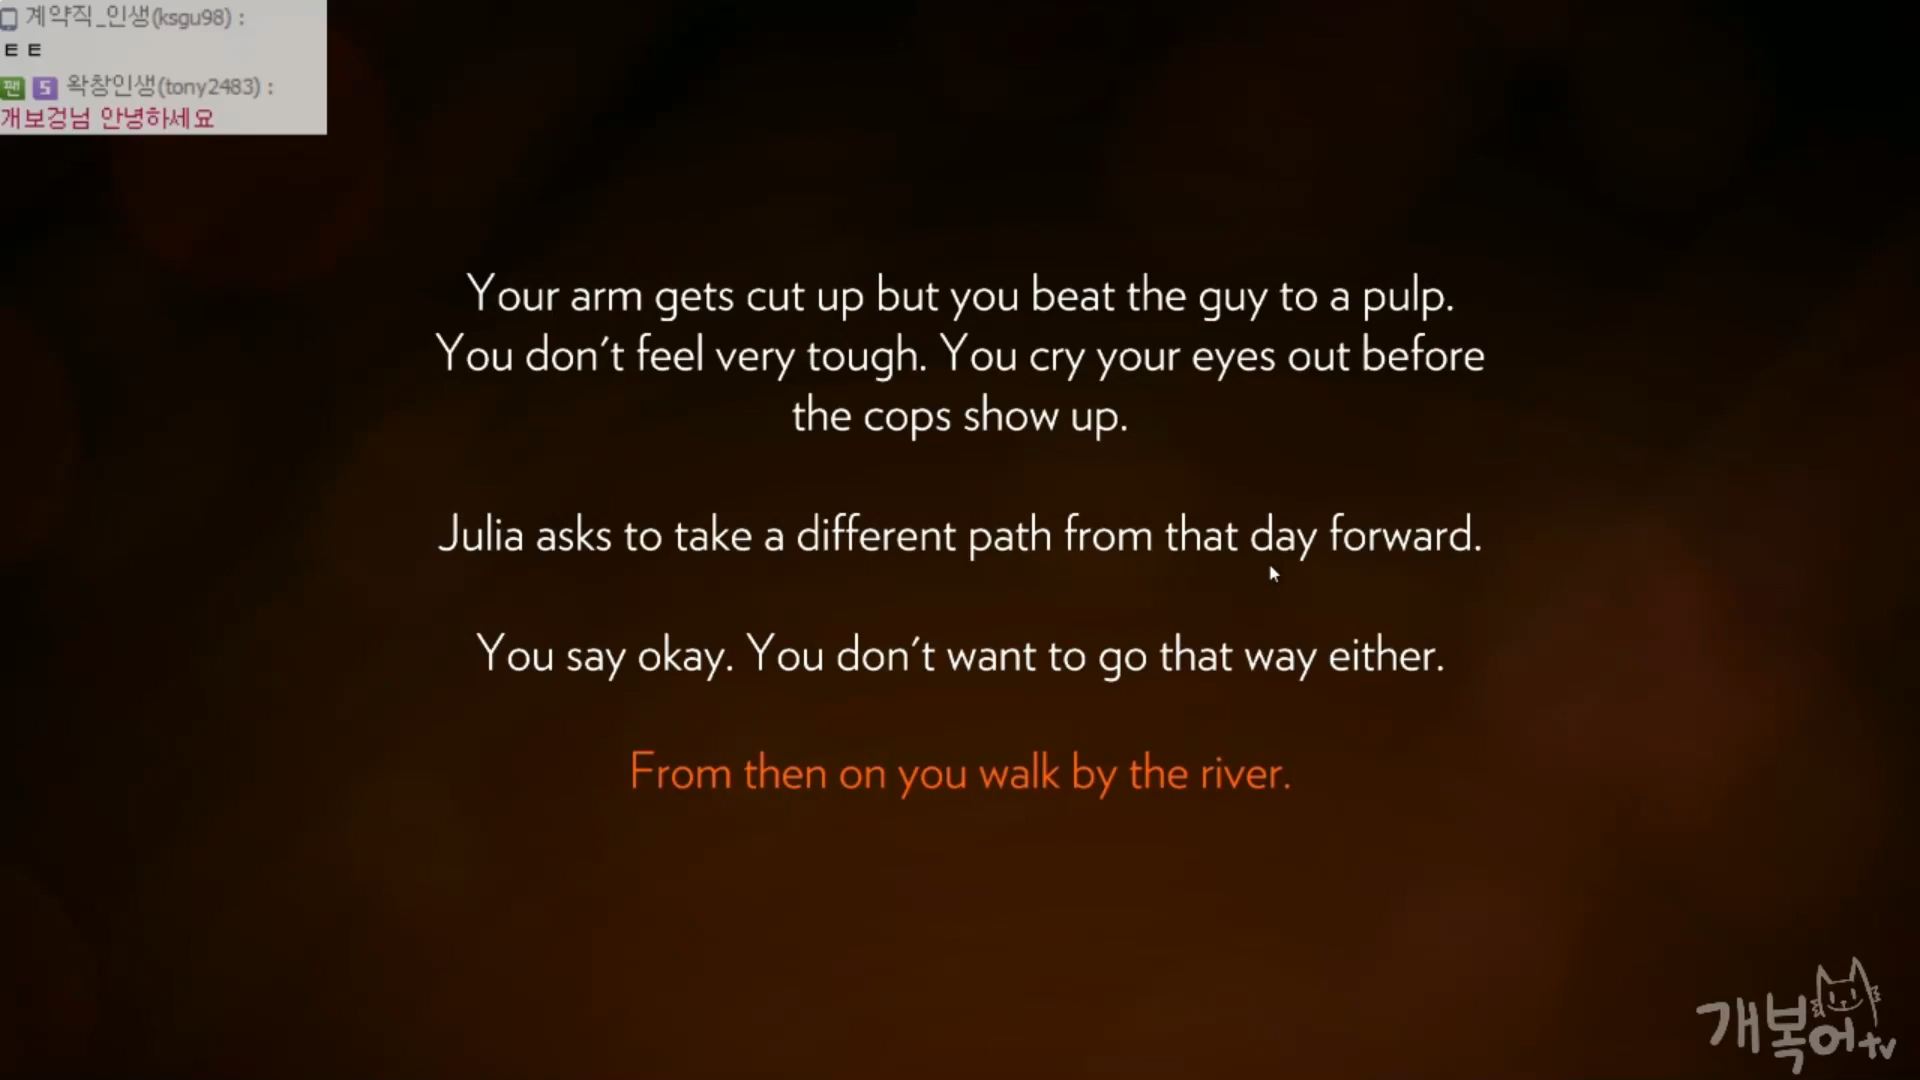 계약직_인생(ksgu98) :
ㅌㅌ
팬 S 왁창인생(tony2483) :
개보겅님 안녕하세요
Your arm gets cut up but you beat the guy to a pulp.
You don't feel very tough. You cry your eyes out before
the cops show up.
Julia asks to take a different path from that day forward.
You say okay. You don't want to go that way either.
From then on you walk by the river.
개복어tv